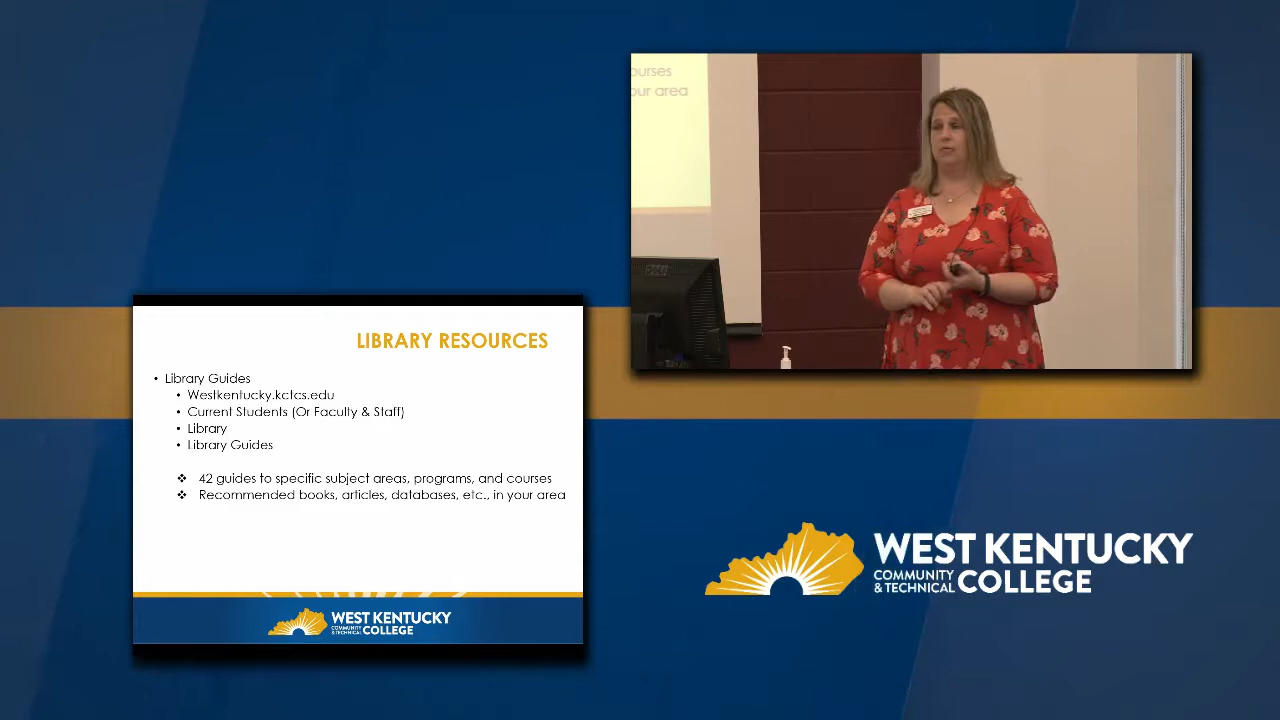 ourses
our area
LIBRARY RESOURCES
• Library Guides
• Westkentucky.kctcs.edu
• Current Students (Or Faculty & Staff)
• Library
• Library Guides
❖ 42 guides to specific subject areas, programs, and courses
❖ Recommended books, articles, databases, etc., in your area
WEST KENTUCKY
COMMUNITY
& TECHNICAL COLLEGE
WEST KENTUCKY
COMMUNITY
& TECHNICAL COLLEGE